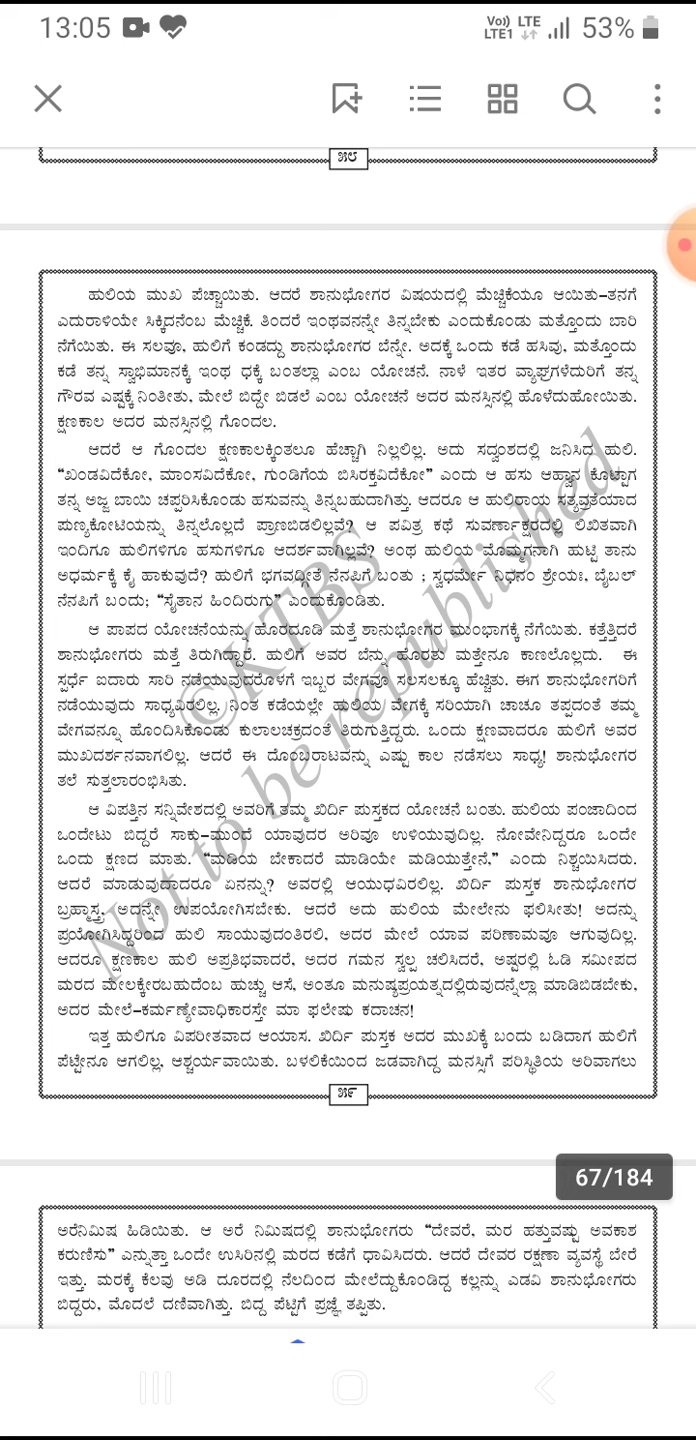 13:05
Vo) LTE
LTE1
53%
೫೮
ಹುಲಿಯ ಮುಖ ಪೆಚ್ಚಾಯಿತು. ಆದರೆ ಶಾನುಭೋಗರ ವಿಷಯದಲ್ಲಿ ಮೆಚ್ಚಿಕೆಯೂ ಆಯಿತು-ತನಗೆ
ಎದುರಾಳಿಯೇ ಸಿಕ್ಕಿದನೆಂಬ ಮೆಚ್ಚಿಕೆ. ತಿಂದರೆ ಇಂಥವನನ್ನೇ ತಿನ್ನಬೇಕು ಎಂದುಕೊಂಡು ಮತ್ತೊಂದು ಬಾರಿ
ನೆಗೆಯಿತು. ಈ ಸಲವೂ, ಹುಲಿಗೆ ಕಂಡದ್ದು ಶಾನುಭೋಗರ ಬೆನ್ನೇ. ಅದಕ್ಕೆ ಒಂದು ಕಡೆ ಹಸಿವು, ಮತ್ತೊಂದು
ಕಡೆ ತನ್ನ ಸ್ವಾಭಿಮಾನಕ್ಕೆ ಇಂಥ ಧಕ್ಕೆ ಬಂತಲ್ಲಾ ಎಂಬ ಯೋಚನೆ. ನಾಳೆ ಇತರ ವ್ಯಾಘ್ರಗಳೆದುರಿಗೆ ತನ್ನ
ಗೌರವ ಎಷ್ಟಕ್ಕೆ ನಿಂತೀತು, ಮೇಲೆ ಬಿದ್ದೇ ಬಿಡಲೆ ಎಂಬ ಯೋಚನೆ ಅದರ ಮನಸ್ಸಿನಲ್ಲಿ ಹೊಳೆದುಹೋಯಿತು.
ಕ್ಷಣಕಾಲ ಅದರ ಮನಸ್ಸಿನಲ್ಲಿ ಗೊಂದಲ.
ಆದರೆ ಆ ಗೊಂದಲ ಕ್ಷಣಕಾಲಕ್ಕಿಂತಲೂ ಹೆಚ್ಚಾಗಿ ನಿಲ್ಲಲಿಲ್ಲ. ಅದು ಸದ್ವಂಶದಲ್ಲಿ ಜನಿಸಿದ ಹುಲಿ.
“ಖಂಡವಿದೆಕೋ, ಮಾಂಸವಿದೆಕೋ, ಗುಂಡಿಗೆಯ ಬಿಸಿರಕ್ತವಿದೆಕೋ” ಎಂದು ಆ ಹಸು ಆಹ್ವಾನ ಕೊಟ್ಟಾಗ
ತನ್ನ ಅಜ್ಜ ಬಾಯಿ ಚಪ್ಪರಿಸಿಕೊಂಡು ಹಸುವನ್ನು ತಿನ್ನಬಹುದಾಗಿತ್ತು. ಆದರೂ ಆ ಹುಲಿರಾಯ ಸತ್ಯವ್ರತೆಯಾದ
ಪುಣ್ಯಕೋಟಿಯನ್ನು ತಿನ್ನಲೊಲ್ಲದೆ ಪ್ರಾಣಬಿಡಲಿಲ್ಲವೆ? ಆ ಪವಿತ್ರ ಕಥೆ ಸುವರ್ಣಾಕ್ಷರದಲ್ಲಿ ಲಿಖಿತವಾಗಿ
ಇಂದಿಗೂ ಹುಲಿಗಳಿಗೂ ಹಸುಗಳಿಗೂ ಆದರ್ಶವಾಗಿಲ್ಲವೆ? ಅಂಥ ಹುಲಿಯ ಮೊಮ್ಮಗನಾಗಿ ಹುಟ್ಟಿ ತಾನು
ಅಧರ್ಮಕ್ಕೆ ಕೈ ಹಾಕುವುದೆ? ಹುಲಿಗೆ ಭಗವದ್ಗೀತೆ ನೆನಪಿಗೆ ಬಂತು ; ಸ್ವಧರ್ಮೇ ನಿಧನಂ ಶ್ರೇಯಃ, ಬೈಬಲ್
ನೆನಪಿಗೆ ಬಂದು; “ಸೈತಾನ ಹಿಂದಿರುಗು” ಎಂದುಕೊಂಡಿತು.
ಆ ಪಾಪದ ಯೋಚನೆಯನ್ನು ಹೊರದೂಡಿ ಮತ್ತೆ ಶಾನುಭೋಗರ ಮುಂಭಾಗಕ್ಕೆ ನೆಗೆಯಿತು. ಕತ್ತೆತ್ತಿದರೆ
ಶಾನುಭೋಗರು ಮತ್ತೆ ತಿರುಗಿದ್ದಾರೆ. ಹುಲಿಗೆ ಅವರ ಬೆನ್ನು ಹೊರತು ಮತ್ತೇನೂ ಕಾಣಲೊಲ್ಲದು. ಈ
ಸ್ಪರ್ಧೆ ಐದಾರು ಸಾರಿ ನಡೆಯುವುದರೊಳಗೆ ಇಬ್ಬರ ವೇಗವೂ ಸಲಸಲಕ್ಕೂ ಹೆಚ್ಚಿತು. ಈಗ ಶಾನುಭೋಗರಿಗೆ
ನಡೆಯುವುದು ಸಾಧ್ಯವಿರಲಿಲ್ಲ. ನಿಂತ ಕಡೆಯಲ್ಲೇ ಹುಲಿಯ ವೇಗಕ್ಕೆ ಸರಿಯಾಗಿ ಚಾಚೂ ತಪ್ಪದಂತೆ ತಮ್ಮ
ವೇಗವನ್ನೂ ಹೊಂದಿಸಿಕೊಂಡು ಕುಲಾಲಚಕ್ರದಂತೆ ತಿರುಗುತ್ತಿದ್ದರು. ಒಂದು ಕ್ಷಣವಾದರೂ ಹುಲಿಗೆ ಅವರ
ಮುಖದರ್ಶನವಾಗಲಿಲ್ಲ. ಆದರೆ ಈ ದೊಂಬರಾಟವನ್ನು ಎಷ್ಟು ಕಾಲ ನಡೆಸಲು ಸಾಧ್ಯ! ಶಾನುಭೋಗರ
ತಲೆ ಸುತ್ತಲಾರಂಭಿಸಿತು.
ಆ ವಿಪತ್ತಿನ ಸನ್ನಿವೇಶದಲ್ಲಿ ಅವರಿಗೆ ತಮ್ಮ ಖಿರ್ದಿ ಪುಸ್ತಕದ ಯೋಚನೆ ಬಂತು. ಹುಲಿಯ ಪಂಜಾದಿಂದ
ಒಂದೇಟು ಬಿದ್ದರೆ ಸಾಕು-ಮುಂದೆ ಯಾವುದರ ಅರಿವೂ ಉಳಿಯುವುದಿಲ್ಲ. ನೋವೇನಿದ್ದರೂ ಒಂದೇ
ಒಂದು ಕ್ಷಣದ ಮಾತು. “ಮಡಿಯ ಬೇಕಾದರೆ ಮಾಡಿಯೇ ಮಡಿಯುತ್ತೇನೆ,” ಎಂದು ನಿಶ್ಚಯಿಸಿದರು.
ಆದರೆ ಮಾಡುವುದಾದರೂ ಏನನ್ನು? ಅವರಲ್ಲಿ ಆಯುಧವಿರಲಿಲ್ಲ. ಖಿರ್ದಿ ಪುಸ್ತಕ ಶಾನುಭೋಗರ
ಬ್ರಹ್ಮಾಸ್ತ್ರ, ಅದನ್ನೇ ಉಪಯೋಗಿಸಬೇಕು. ಆದರೆ ಅದು ಹುಲಿಯ ಮೇಲೇನು ಫಲಿಸೀತು! ಅದನ್ನು
ಪ್ರಯೋಗಿಸಿದ್ದರಿಂದ ಹುಲಿ ಸಾಯುವುದಂತಿರಲಿ, ಅದರ ಮೇಲೆ ಯಾವ ಪರಿಣಾಮವೂ ಆಗುವುದಿಲ್ಲ.
ಆದರೂ ಕ್ಷಣಕಾಲ ಹುಲಿ ಅಪ್ರತಿಭವಾದರೆ, ಅದರ ಗಮನ ಸ್ವಲ್ಪ ಚಲಿಸಿದರೆ, ಅಷ್ಟರಲ್ಲಿ ಓಡಿ ಸಮೀಪದ
ಮರದ ಮೇಲಕ್ಕೇರಬಹುದೆಂಬ ಹುಚ್ಚು ಆಸೆ, ಅಂತೂ ಮನುಷ್ಯಪ್ರಯತ್ನದಲ್ಲಿರುವುದನ್ನೆಲ್ಲಾ ಮಾಡಿಬಿಡಬೇಕು,
ಅದರ ಮೇಲೆ-ಕರ್ಮಣ್ಯೇವಾಧಿಕಾರಸ್ತೇ ಮಾ ಫಲೇಷು ಕದಾಚನ!
ಇತ್ತ ಹುಲಿಗೂ ವಿಪರೀತವಾದ ಆಯಾಸ. ಖಿರ್ದಿ ಪುಸ್ತಕ ಅದರ ಮುಖಕ್ಕೆ ಬಂದು ಬಡಿದಾಗ ಹುಲಿಗೆ
ಪೆಟ್ಟೇನೂ ಆಗಲಿಲ್ಲ, ಆಶ್ಚರ್ಯವಾಯಿತು. ಬಳಲಿಕೆಯಿಂದ ಜಡವಾಗಿದ್ದ ಮನಸ್ಸಿಗೆ ಪರಿಸ್ಥಿತಿಯ ಅರಿವಾಗಲು
©KTBS
Not to be republished
೫೯
67/184
ಅರೆನಿಮಿಷ ಹಿಡಿಯಿತು. ಆ ಅರೆ ನಿಮಿಷದಲ್ಲಿ ಶಾನುಭೋಗರು “ದೇವರೆ, ಮರ ಹತ್ತುವಷ್ಟು ಅವಕಾಶ
ಕರುಣಿಸು” ಎನ್ನುತ್ತಾ ಒಂದೇ ಉಸಿರಿನಲ್ಲಿ ಮರದ ಕಡೆಗೆ ಧಾವಿಸಿದರು. ಆದರೆ ದೇವರ ರಕ್ಷಣಾ ವ್ಯವಸ್ಥೆ ಬೇರೆ
ಇತ್ತು. ಮರಕ್ಕೆ ಕೆಲವು ಅಡಿ ದೂರದಲ್ಲಿ ನೆಲದಿಂದ ಮೇಲೆದ್ದುಕೊಂಡಿದ್ದ ಕಲ್ಲನ್ನು ಎಡವಿ ಶಾನುಭೋಗರು
ಬಿದ್ದರು, ಮೊದಲೆ ದಣಿವಾಗಿತ್ತು. ಬಿದ್ದ ಪೆಟ್ಟಿಗೆ ಪ್ರಜ್ಞೆ ತಪ್ಪಿತು.